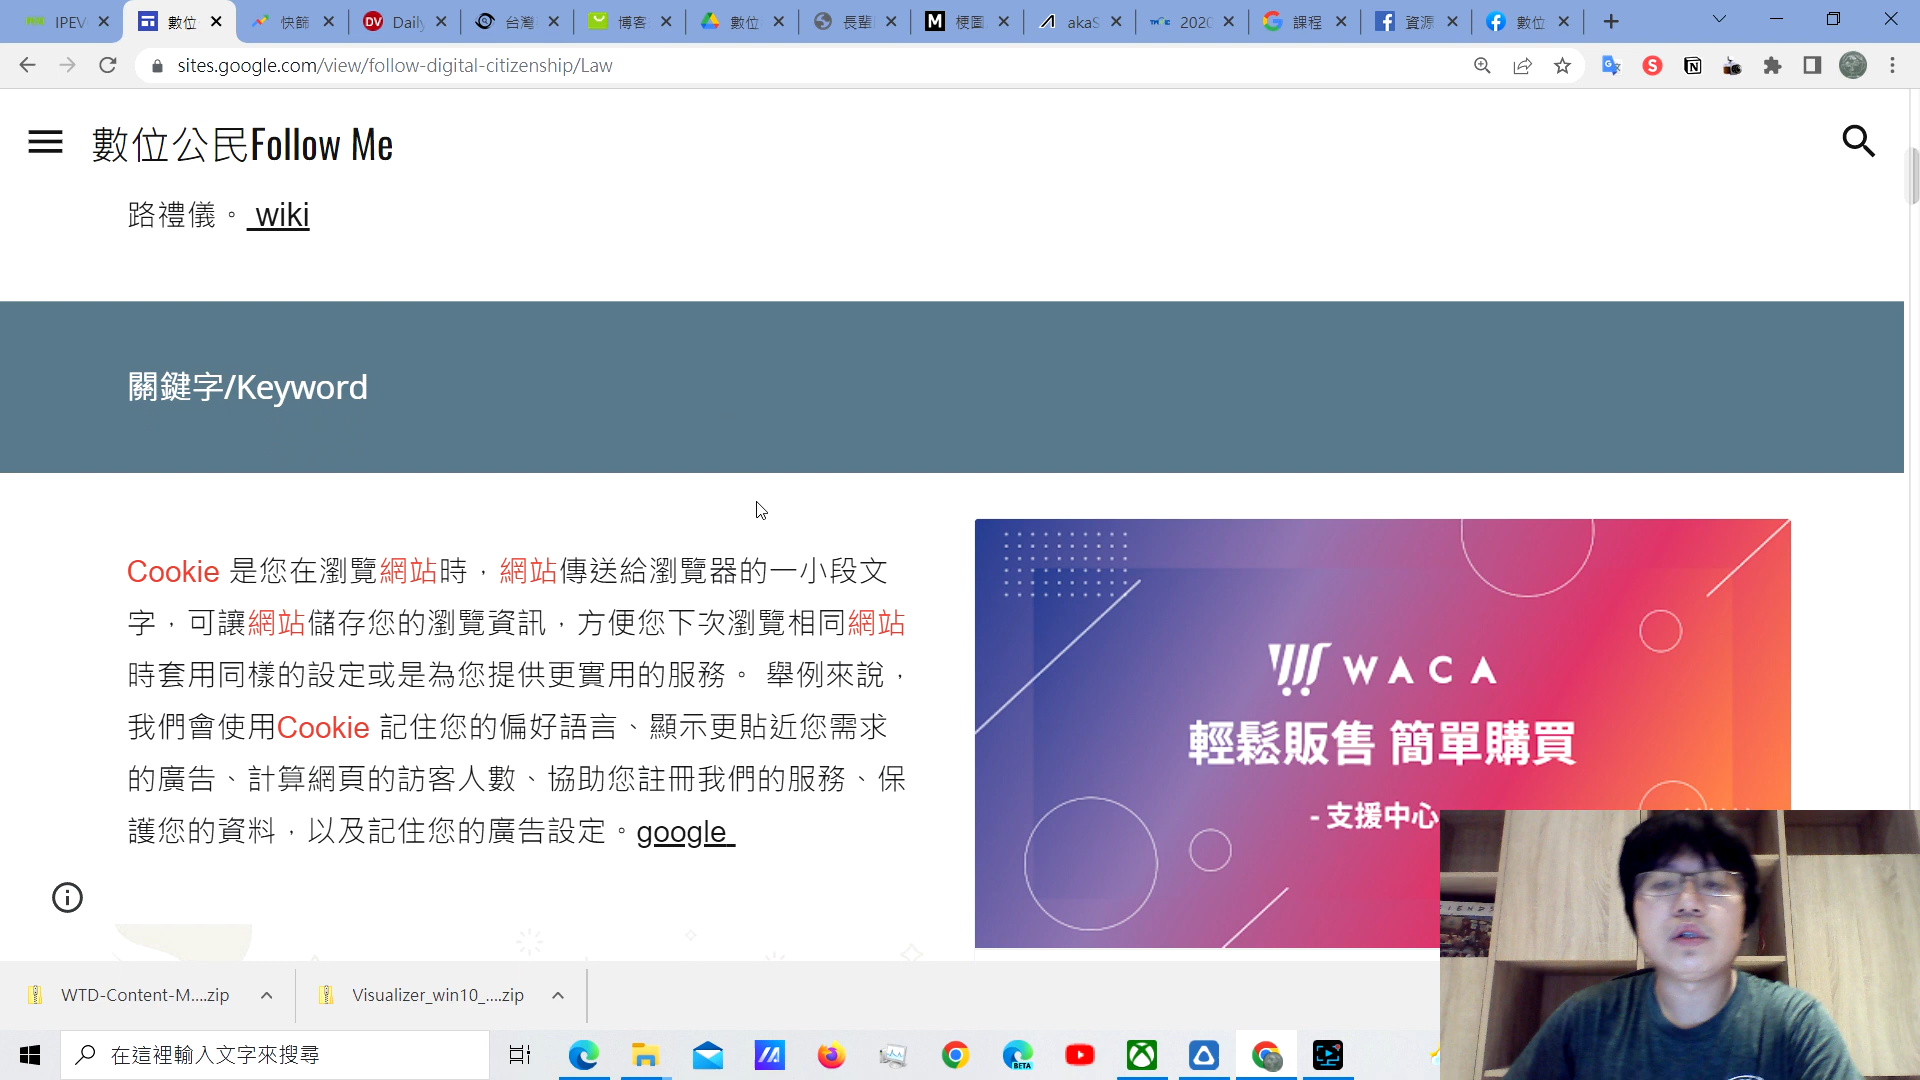 IPEV
數位
快篩
Daily
台灣
博客
數位
長輩
梗圖
akaS
2020
課程
資源
數位
sites.google.com/view/follow-digital-citizenship/Law
數位公民Follow Me
路禮儀。 wiki
關鍵字/Keyword
Cookie 是您在瀏覽網站時，網站傳送給瀏覽器的一小段文
字，可讓網站儲存您的瀏覽資訊，方便您下次瀏覽相同網站
時套用同樣的設定或是為您提供更實用的服務。 舉例來說，
我們會使用Cookie 記住您的偏好語言、顯示更貼近您需求
的廣告、計算網頁的訪客人數、協助您註冊我們的服務、保
護您的資料，以及記住您的廣告設定。google
WACA
輕鬆販售 簡單購買
- 支援中心
WTD-Content-M....zip
Visualizer_win10_....zip
在這裡輸入文字來搜尋
BETA